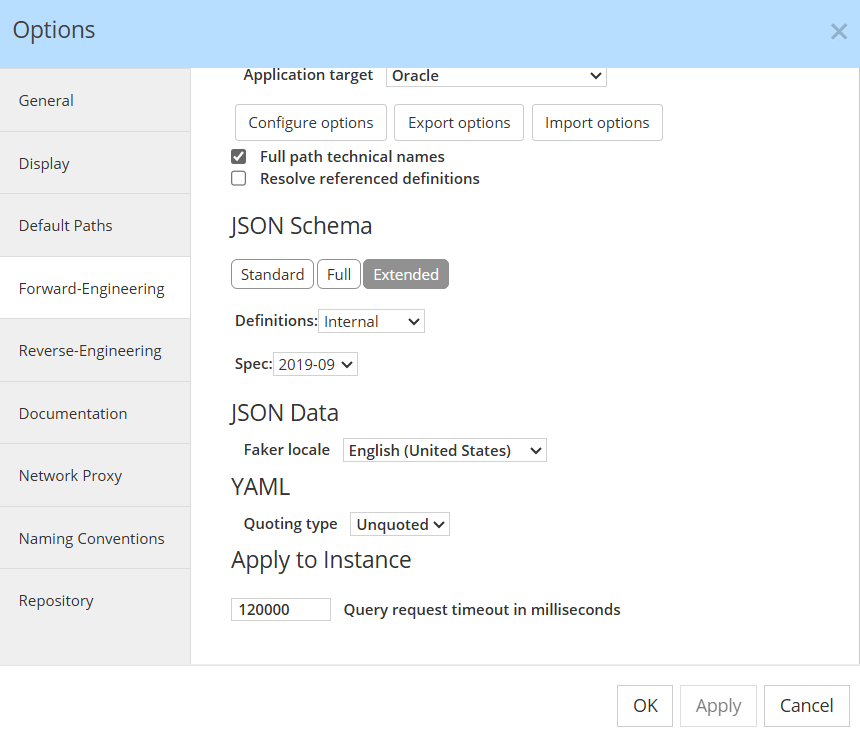 Options
General
Display
Default Paths
Forward-Engineering
Reverse-Engineering
Documentation
Network Proxy
Naming Conventions
Repository
Application target Oracle
Configure options Export options Import options
Full path technical names
Resolve referenced definitions
JSON Schema
Standard Full Extended
Definitions: Internal
Spec: 2019-09
JSON Data
Faker locale English (United States)
YAML
Quoting type Unquoted
Apply to Instance
120000 Query request timeout in milliseconds
OK Apply Cancel